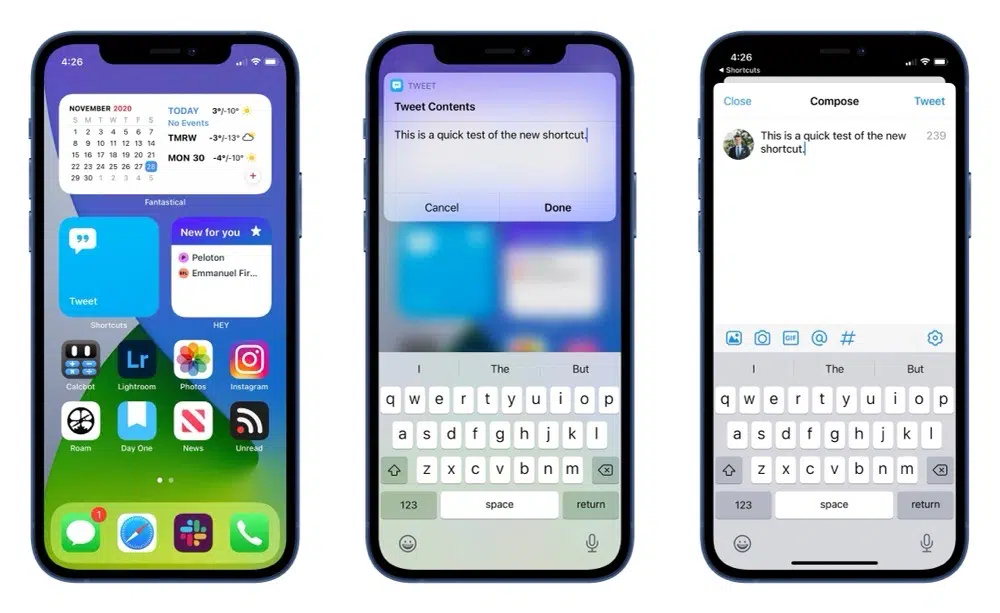 4:26
NOVEMBER 2020
S M T W T F S
1 2 3 4 5 6 7
8 9 10 11 12 13 14
15 16 17 18 19 20 21
22 23 24 25 26 27 28
29 30 1 2 3 4 5
TODAY 3°/-10°
No Events
TMRW -3°/-13°
MON 30 -4°/-10°
+
Fantastical
Tweet
Shortcuts
New for you
P Peloton
Emmanuel Fir...
HEY
Calcbot
Lr
Lightroom
Photos
Instagram
Roam
Day One
News
Unread
1
TWEET
Tweet Contents
This is a quick test of the new shortcut.
Cancel Done
I The But
q w e r t y u i o p
a s d f g h j k l
z x c v b n m
123 space return
4:26
Shortcuts
Close Compose Tweet
This is a quick test of the new
shortcut.
239
GIF @ #
I The But
q w e r t y u i o p
a s d f g h j k l
z x c v b n m
123 space return